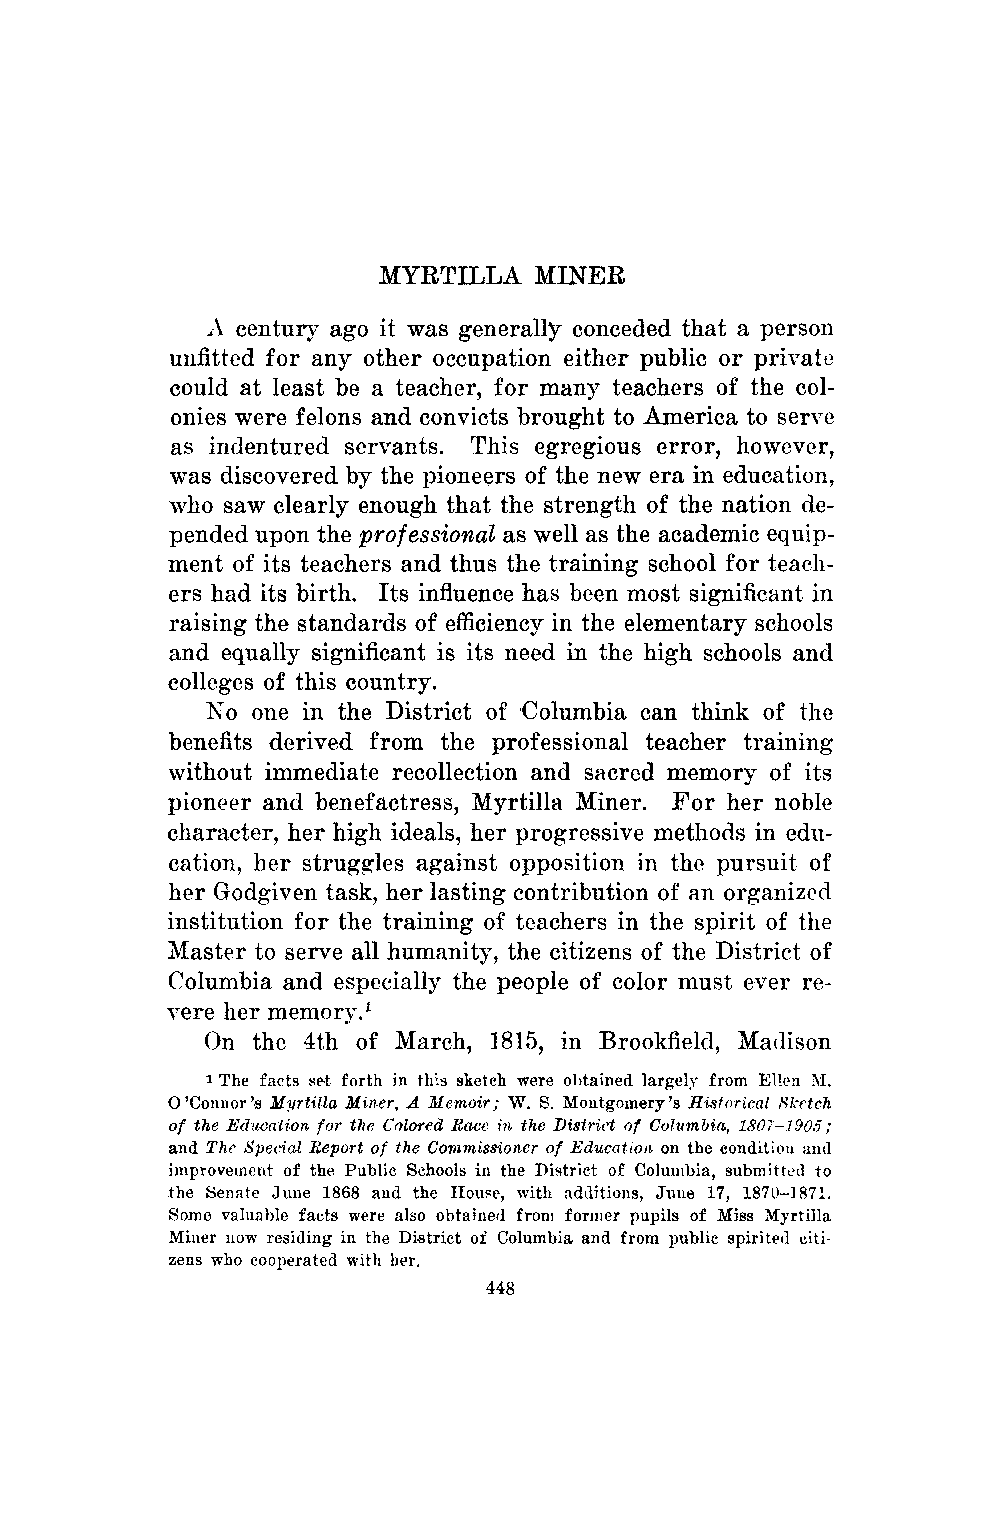 MYRTILLA MINER
A century ago it was generally conceded that a person
unfitted for any other occupation either public or private
could at least be a teacher, for many teachers of the col-
onies were felons and convicts brought to America to serve
as indentured servants. This egregious error, however,
was discovered by the pioneers of the new era in education,
who saw clearly enough that the strength of the nation de-
pended upon the professional as well as the academic equip-
ment of its teachers and thus the training school for teach-
ers had its birth. Its influence has been most significant in
raising the standards of efficiency in the elementary schools
and equally significant is its need in the high schools and
colleges of this country.
No one in the District of Columbia can think of the
benefits derived from the professional teacher training
without immediate recollection and sacred memory of its
pioneer and benefactress, Myrtilla Miner. For her noble
character, her high ideals, her progressive methods in edu-
cation, her struggles against opposition in the pursuit of
her Godgiven task, her lasting contribution of an organized
institution for the training of teachers in the spirit of the
Master to serve all humanity, the citizens of the District of
Columbia and especially the people of color must ever re-
vere her memory.¹
On the 4th of March, 1815, in Brookfield, Madison
¹ The facts set forth in this sketch were obtained largely from Ellen M.
O'Connor's Myrtilla Miner, A Memoir; W. S. Montgomery's Historical Sketch
of the Education for the Colored Race in the District of Columbia, 1807–1905;
and The Special Report of the Commissioner of Education on the condition and
improvement of the Public Schools in the District of Columbia, submitted to
the Senate June 1868 and the House, with additions, June 17, 1870–1871.
Some valuable facts were also obtained from former pupils of Miss Myrtilla
Miner now residing in the District of Columbia and from public spirited citi-
zens who cooperated with her.
448